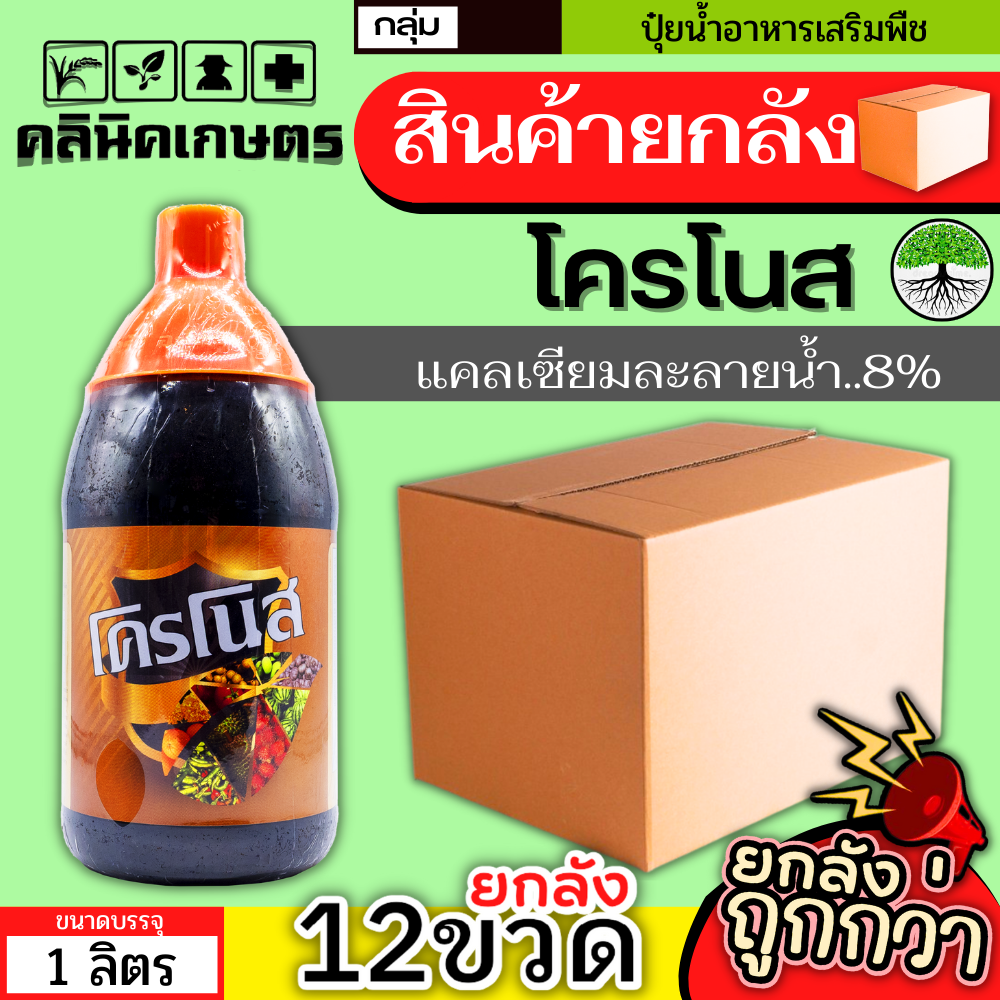 กลุ่ม
ปุ๋ยน้ำอาหารเสริมพืช
คลินิคเกษตร
สินค้ายกลัง
โครโนส
แคลเซียมละลายน้ำ..8%
โครโนส
ขนาดบรรจุ
1 ลิตร
ยกลัง
12ขวด
ยกลัง
ถูกกว่า